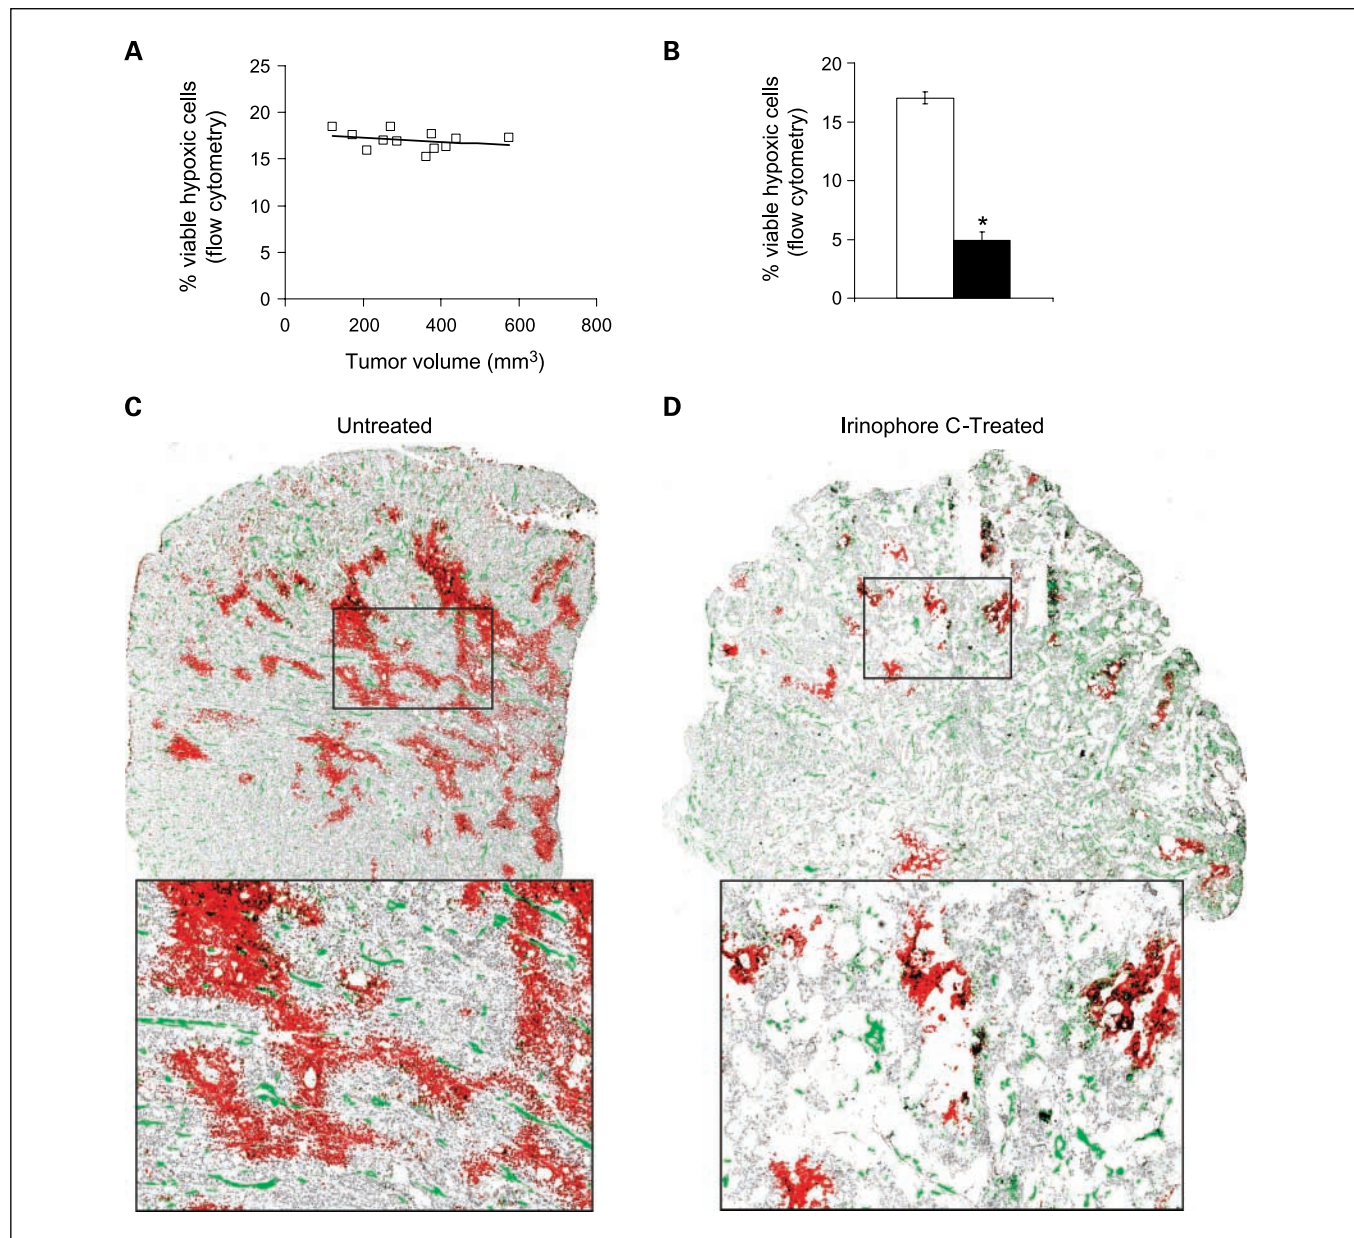 A
% viable hypoxic cells
(flow cytometry)
25
20
15
10
5
0
0 200 400 600 800
Tumor volume (mm3)
B
% viable hypoxic cells
(flow cytometry)
20
15
10
5
0
*
C
Untreated
D
Irinophore C-Treated